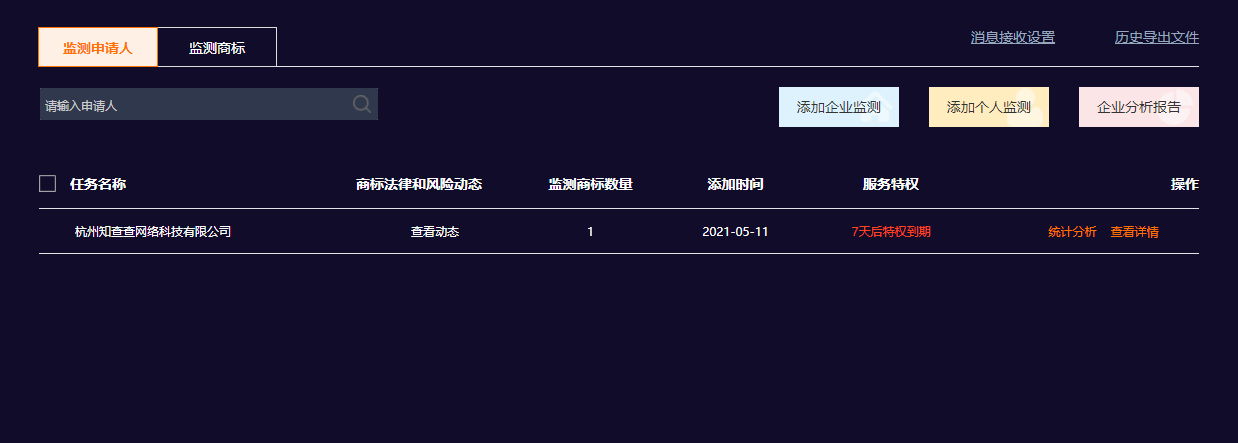 监测申请人 监测商标 消息接收设置 历史导出文件
请输入申请人 添加企业监测 添加个人监测 企业分析报告
任务名称 商标法律和风险动态 监测商标数量 添加时间 服务特权 操作
杭州知查查网络科技有限公司 查看动态 1 2021-05-11 7天后特权到期 统计分析 查看详情